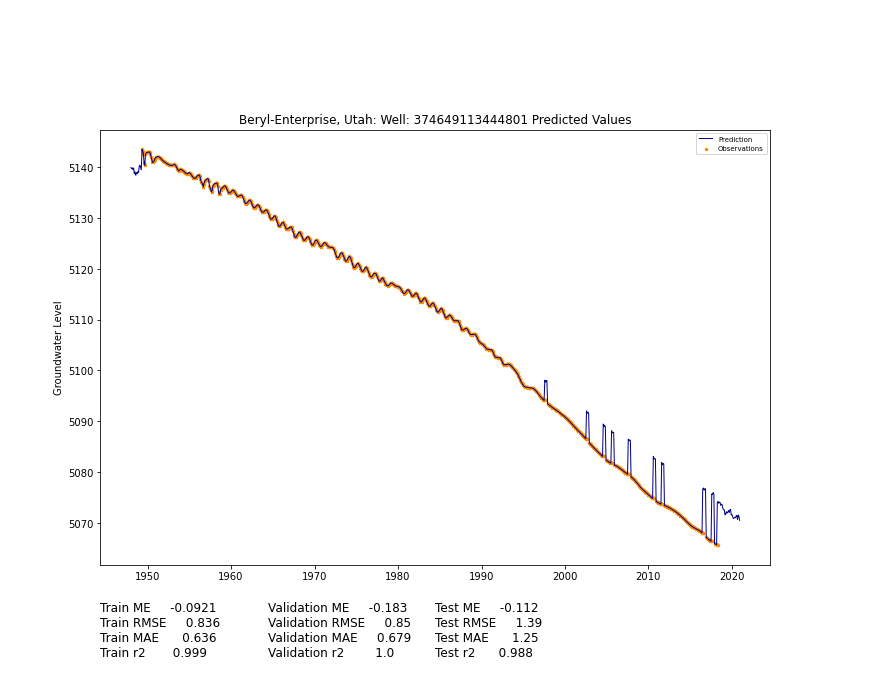 Beryl-Enterprise, Utah: Well: 374649113444801 Predicted Values
Prediction
Observations
Groundwater Level
5140
5130
5120
5110
5100
5090
5080
5070
1950 1960 1970 1980 1990 2000 2010 2020
Train ME -0.0921 Validation ME -0.183 Test ME -0.112
Train RMSE 0.836 Validation RMSE 0.85 Test RMSE 1.39
Train MAE 0.636 Validation MAE 0.679 Test MAE 1.25
Train r2 0.999 Validation r2 1.0 Test r2 0.988